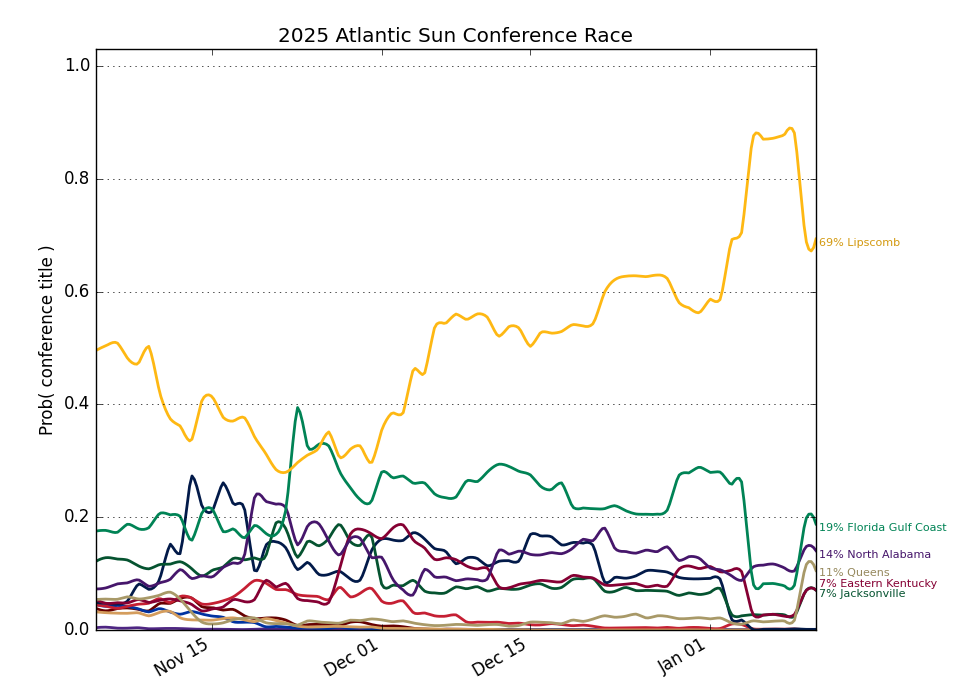 2025 Atlantic Sun Conference Race
Prob( conference title )
1.0
0.8
0.6
0.4
0.2
0.0
Nov 15
Dec 01
Dec 15
Jan 01
69% Lipscomb
19% Florida Gulf Coast
14% North Alabama
11% Queens
7% Eastern Kentucky
7% Jacksonville